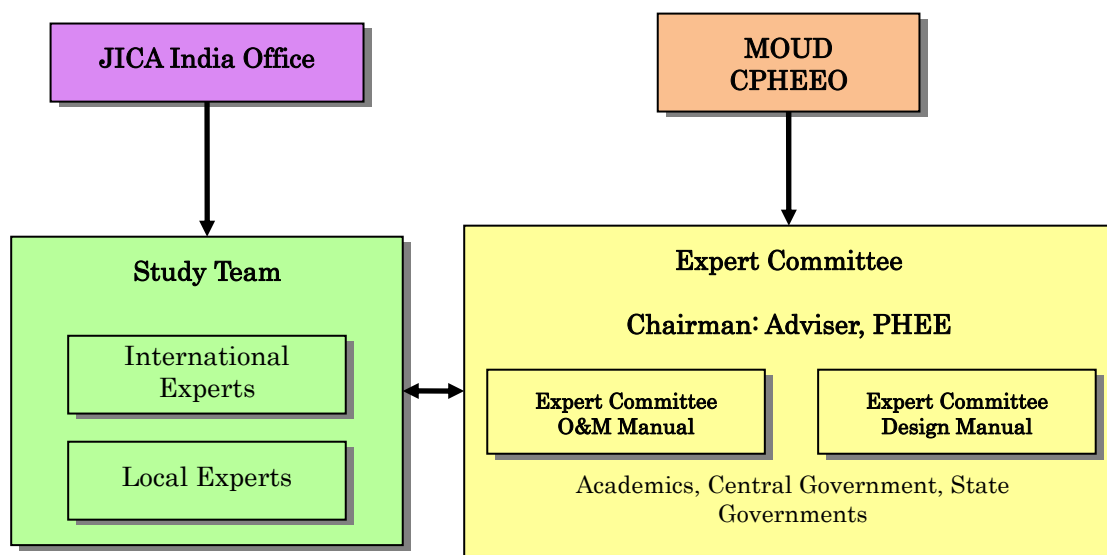 JICA India Office
MOUD
CPHEEO
Study Team
International
Experts
Local Experts
Expert Committee
Chairman: Adviser, PHEE
Expert Committee
O&M Manual
Expert Committee
Design Manual
Academics, Central Government, State
Governments